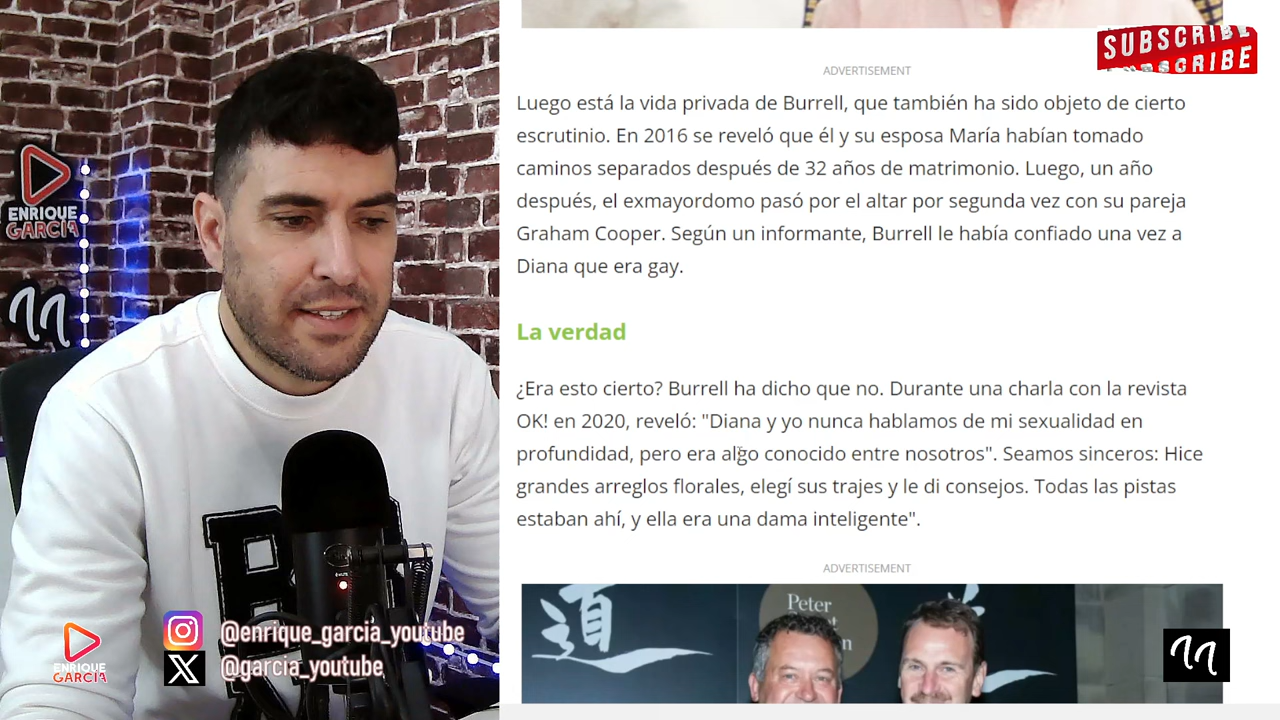 SUBSCRIBE
SUBSCRIBE
ADVERTISEMENT
Luego está la vida privada de Burrell, que también ha sido objeto de cierto
escrutinio. En 2016 se reveló que él y su esposa María habían tomado
caminos separados después de 32 años de matrimonio. Luego, un año
después, el exmayordomo pasó por el altar por segunda vez con su pareja
Graham Cooper. Según un informante, Burrell le había confiado una vez a
Diana que era gay.
La verdad
¿Era esto cierto? Burrell ha dicho que no. Durante una charla con la revista
OK! en 2020, reveló: "Diana y yo nunca hablamos de mi sexualidad en
profundidad, pero era algo conocido entre nosotros". Seamos sinceros: Hice
grandes arreglos florales, elegí sus trajes y le di consejos. Todas las pistas
estaban ahí, y ella era una dama inteligente".
ADVERTISEMENT
道
Peter
ENRIQUE
GARCIA
@enrique_garcia_youtube
@garcia_youtube
ENRIQUE
GARCIA